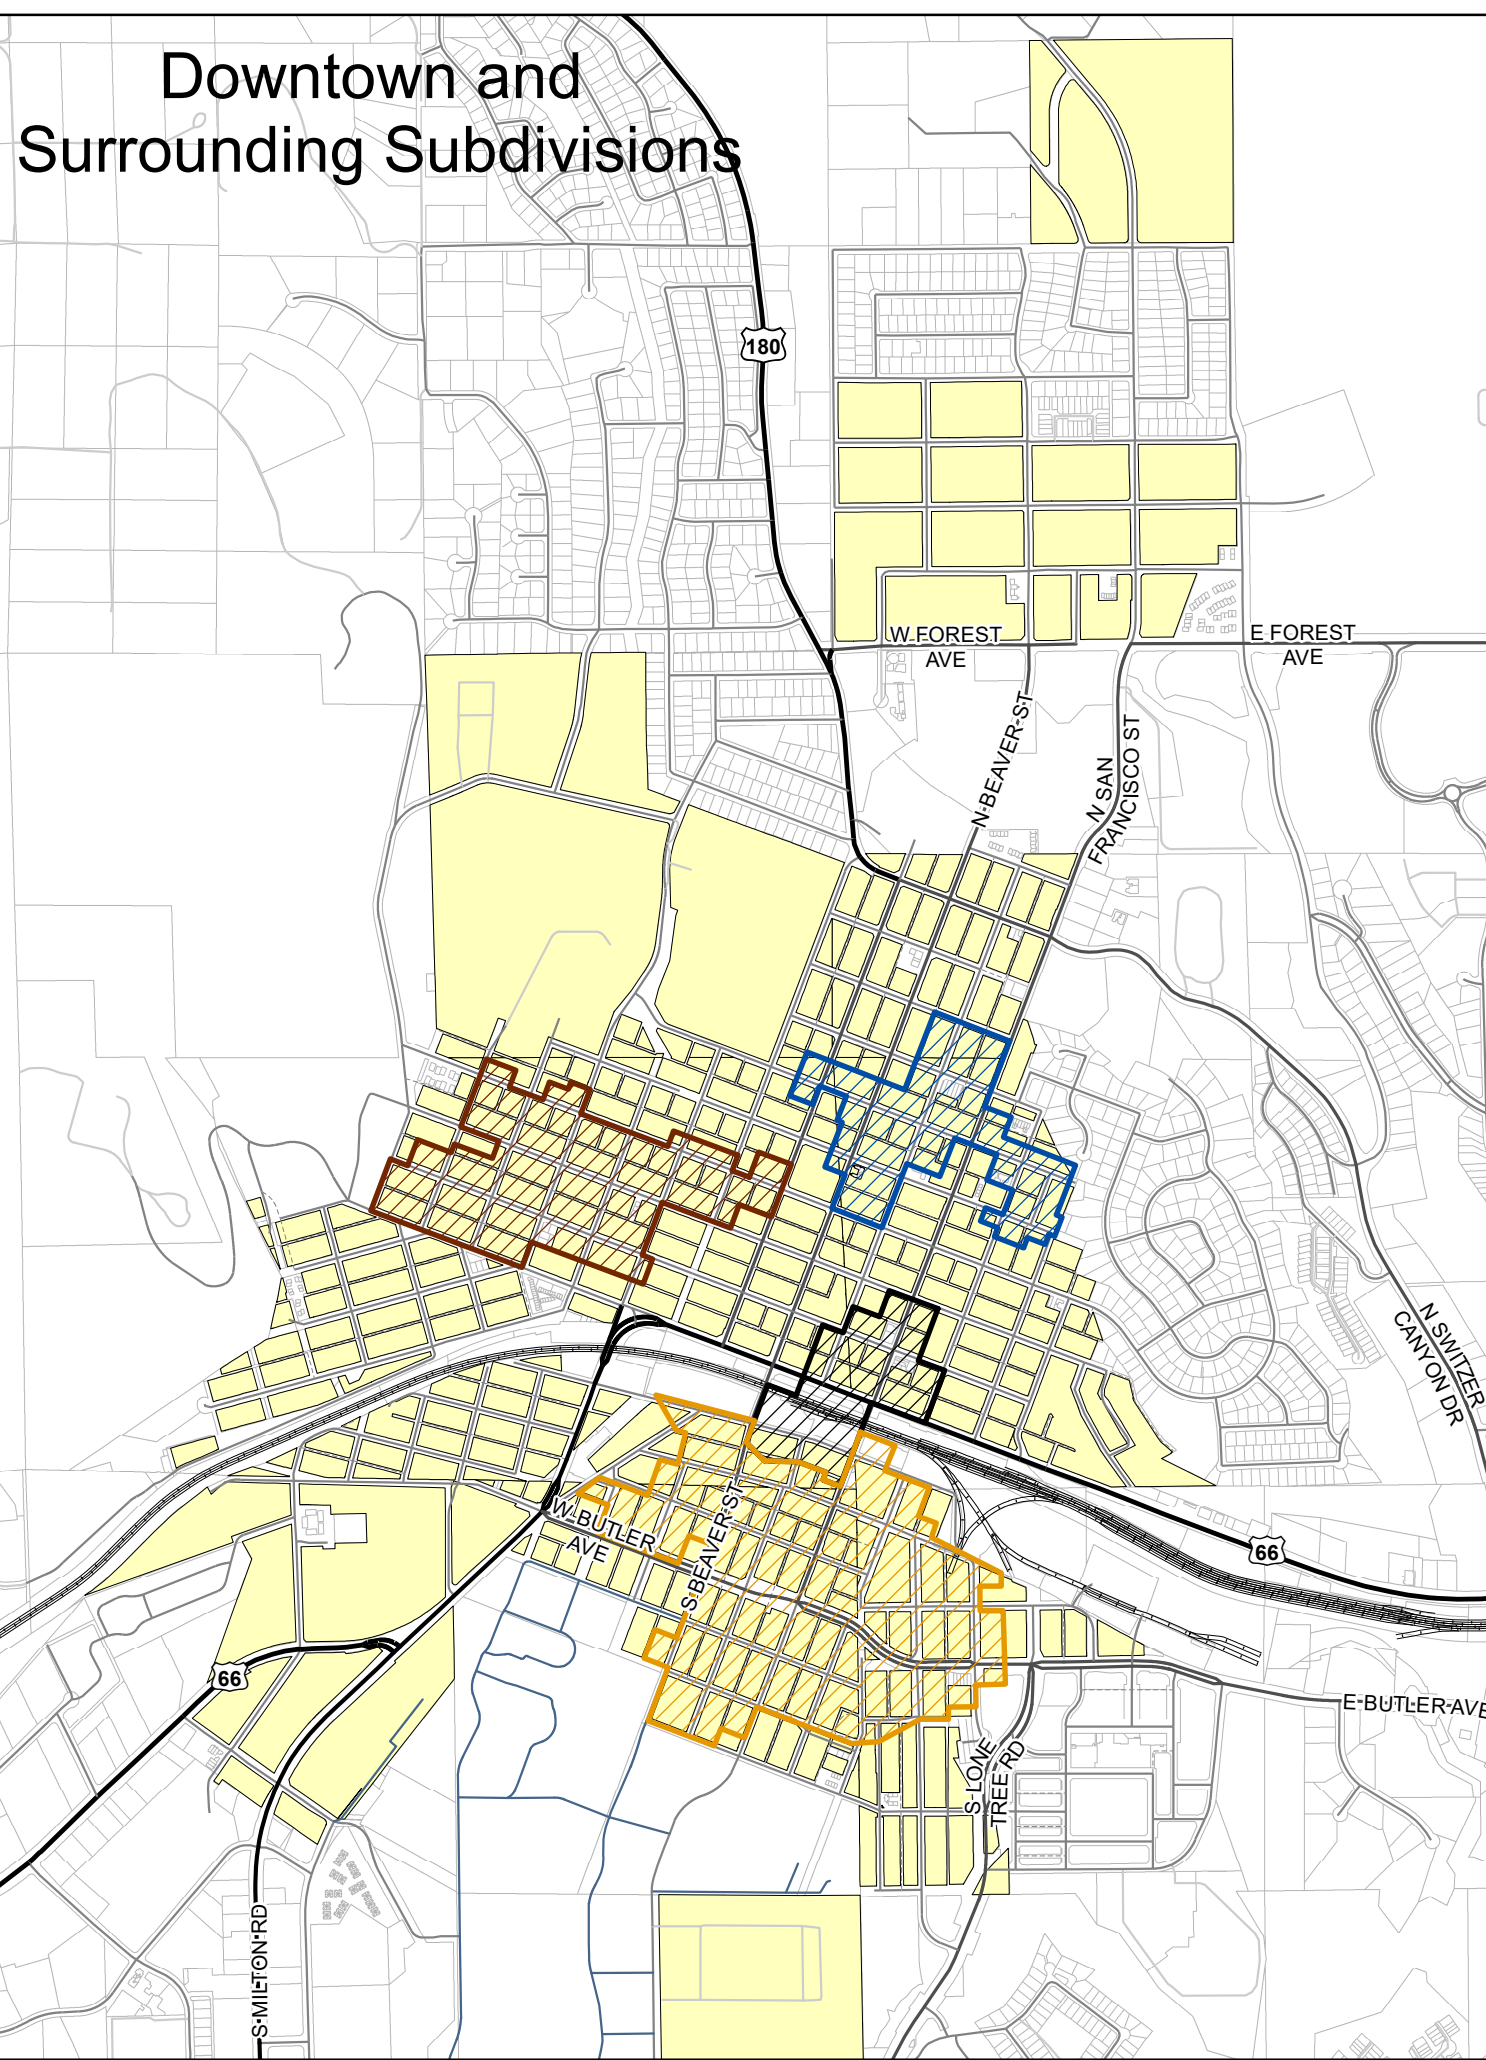 Downtown and
Surrounding Subdivisions
180
W FOREST
AVE
E FOREST
AVE
N BEAVER ST
N SAN
FRANCISCO ST
N SWITZER
CANYON DR
W BUTLER
AVE
S BEAVER ST
66
66
E BUTLER AVE
S LONE
TREE RD
S MILTON RD